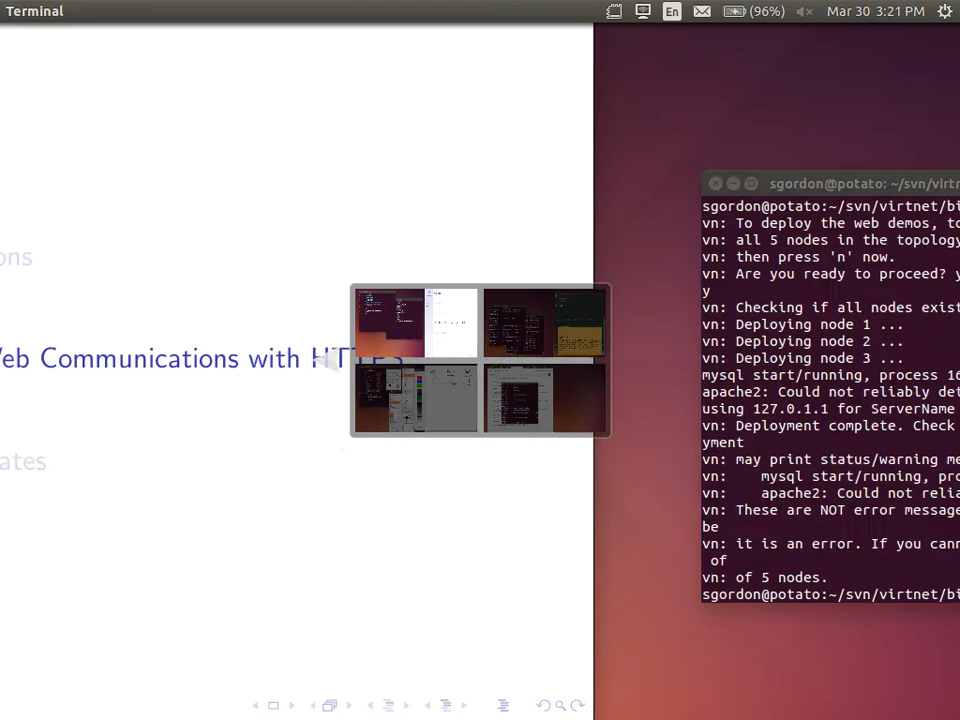 Terminal
En
(96%)
Mar 30 3:21 PM
ons
eb Communications with HTTPS
ates
sgordon@potato: ~/svn/virtn
sgordon@potato:~/svn/virtnet/bi
vn: To deploy the web demos, to
vn: all 5 nodes in the topology
vn: then press 'n' now.
vn: Are you ready to proceed? y
y
vn: Checking if all nodes exist
vn: Deploying node 1 ...
vn: Deploying node 2 ...
vn: Deploying node 3 ...
mysql start/running, process 16
apache2: Could not reliably det
using 127.0.1.1 for ServerName
vn: Deployment complete. Check
yment
vn: may print status/warning me
vn:    mysql start/running, pro
vn:    apache2: Could not relia
vn: These are NOT error message
be
vn: it is an error. If you cann
of
vn: of 5 nodes.
sgordon@potato:~/svn/virtnet/bi